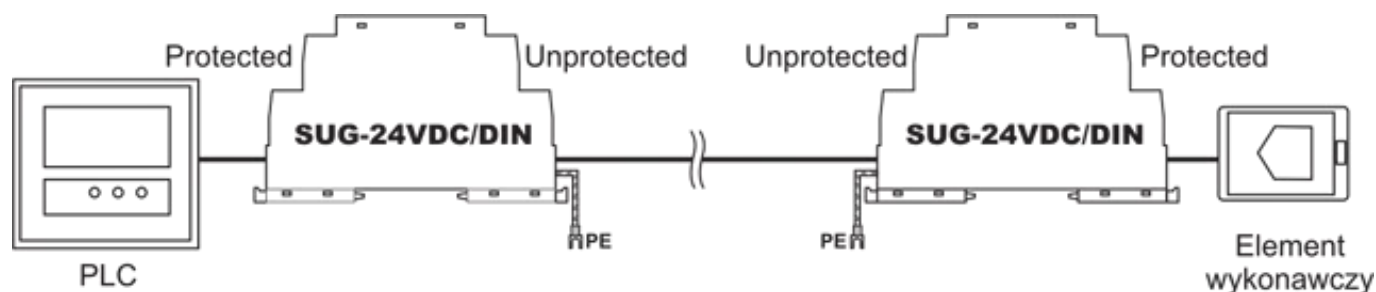 Protected
Unprotected
Unprotected
Protected
SUG-24VDC/DIN
SUG-24VDC/DIN
PE
PE
PLC
Element
wykonawczy